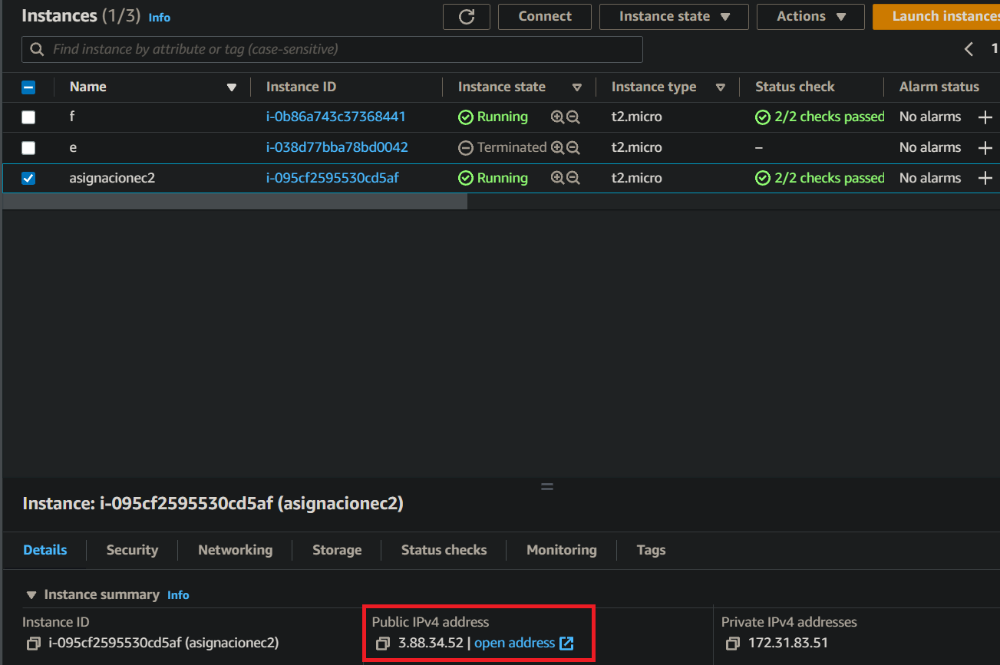 Instances (1/3) Info Connect Instance state Actions Launch instances
Find instance by attribute or tag (case-sensitive) 1
Name Instance ID Instance state Instance type Status check Alarm status
f i-0b86a743c37368441 Running t2.micro 2/2 checks passed No alarms +
e i-038d77bba78bd0042 Terminated t2.micro – No alarms +
asignacionec2 i-095cf2595530cd5af Running t2.micro 2/2 checks passed No alarms +
Instance: i-095cf2595530cd5af (asignacionec2)
Details Security Networking Storage Status checks Monitoring Tags
Instance summary Info
Instance ID Public IPv4 address Private IPv4 addresses
i-095cf2595530cd5af (asignacionec2) 3.88.34.52 | open address 172.31.83.51